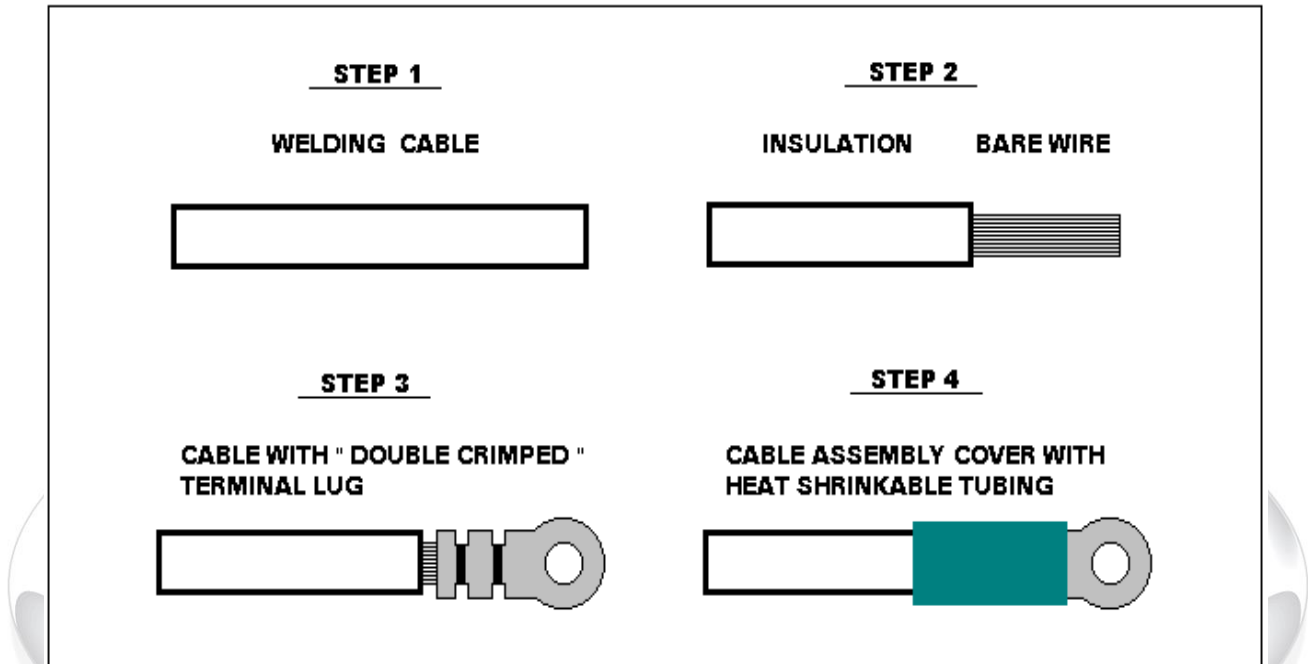 STEP 1
WELDING CABLE
STEP 2
INSULATION BARE WIRE
STEP 3
CABLE WITH " DOUBLE CRIMPED "
TERMINAL LUG
STEP 4
CABLE ASSEMBLY COVER WITH
HEAT SHRINKABLE TUBING